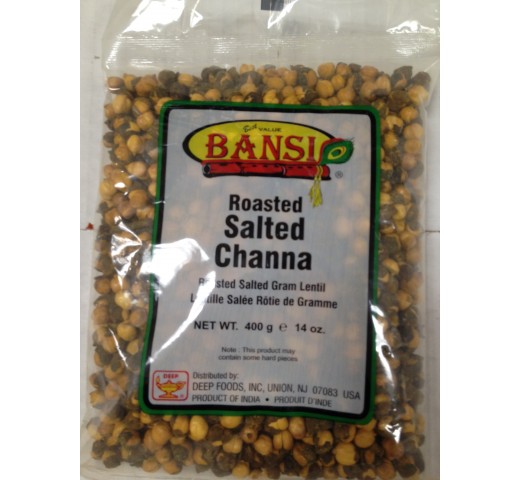 Best VALUE
BANSI
®
Roasted
Salted
Channa
Roasted Salted Gram Lentil
Lentille Salée Rôtie de Gramme
NET WT. 400 g ℮ 14 oz.
Note : This product may
contain some hard pieces
DEEP
Distributed by:
DEEP FOODS, INC, UNION, NJ 07083 USA
PRODUCT OF INDIA • PRODUIT D'INDE